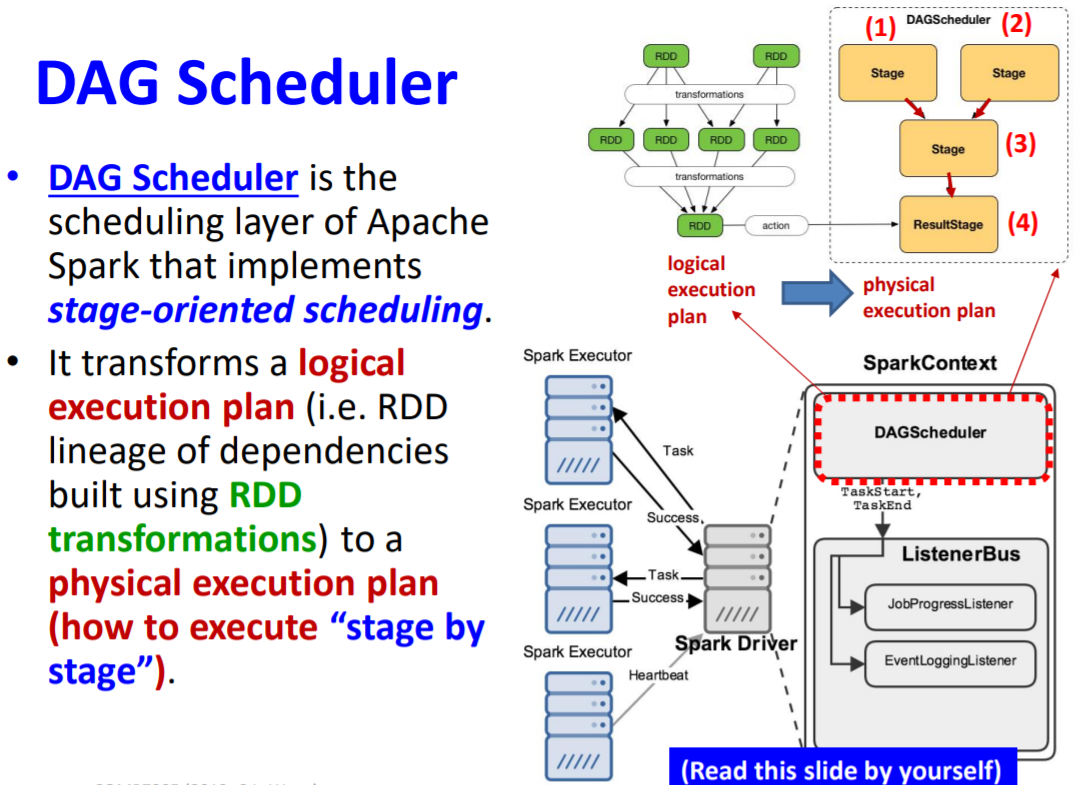 DAG Scheduler
• DAG Scheduler is the
scheduling layer of Apache
Spark that implements
stage-oriented scheduling.
• It transforms a logical
execution plan (i.e. RDD
lineage of dependencies
built using RDD
transformations) to a
physical execution plan
(how to execute “stage by
stage”).
RDD RDD
transformations
RDD RDD RDD RDD
transformations
RDD action
(1) DAGScheduler (2)
Stage Stage
Stage (3)
ResultStage (4)
logical
execution
plan
physical
execution plan
Spark Executor
Task
Success
Spark Executor
Task
Success
Spark Driver
Spark Executor
Heartbeat
SparkContext
DAGScheduler
TaskStart,
TaskEnd
ListenerBus
JobProgressListener
EventLoggingListener
(Read this slide by yourself)